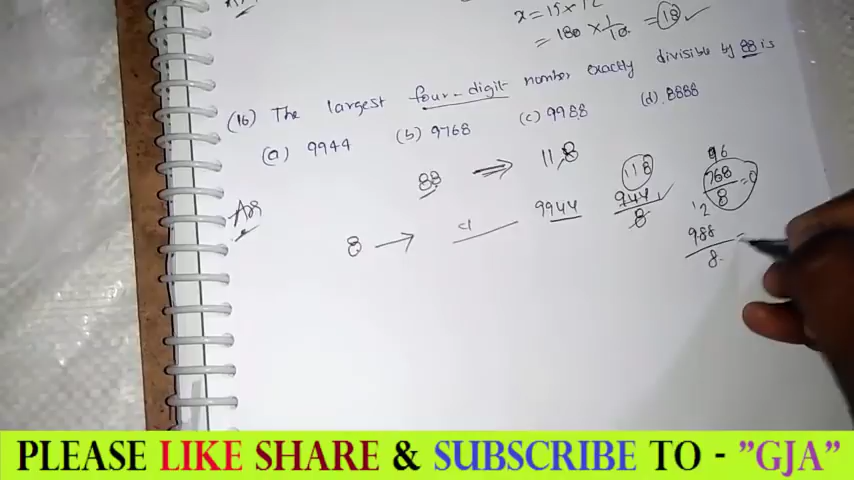 x = 15 × 12
= 180 × 1/10 = 18 ✓
(16) The largest four-digit number exactly divisible by 88 is
(a) 9944 (b) 9768 (c) 9988 (d) 8888
88 ⇒ 11, 8
Ans
8 → 9944 944/8 118 ✓
96 768/8 = 0
12 988/8 =
PLEASE LIKE SHARE & SUBSCRIBE TO - "GJA"